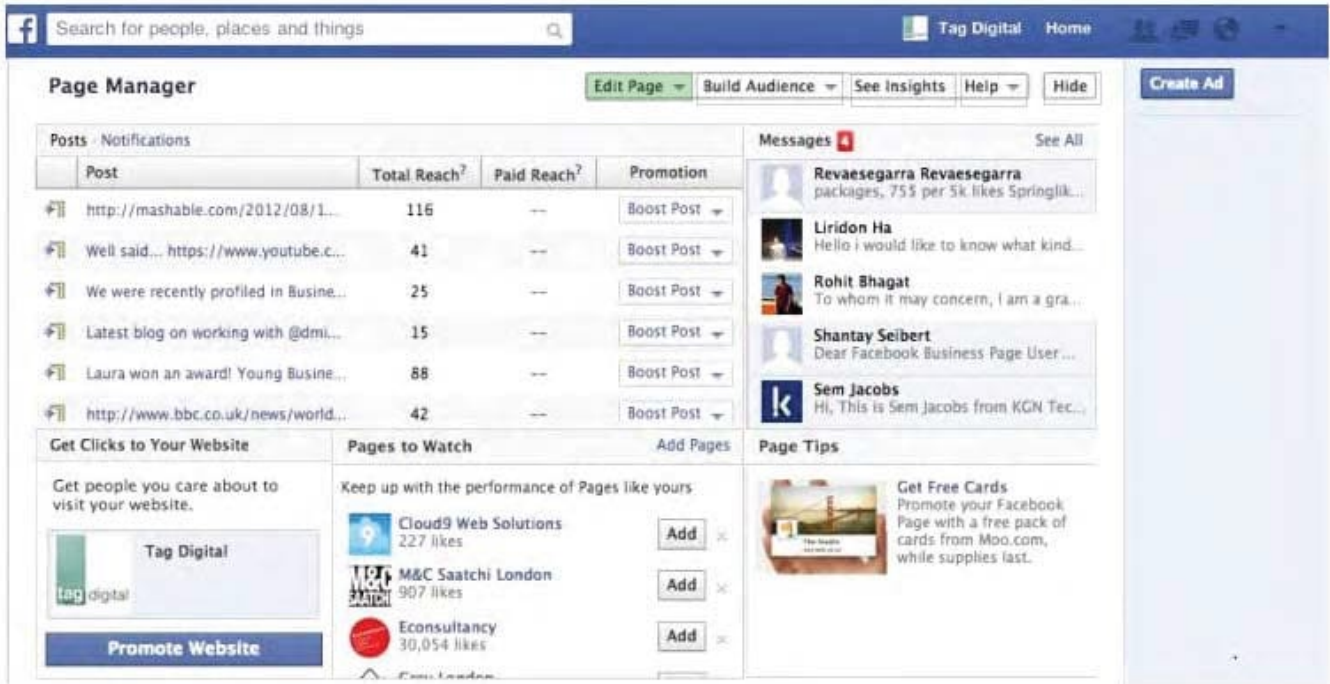 f Search for people, places and things Tag Digital Home
Page Manager Edit Page Build Audience See Insights Help Hide Create Ad
Posts · Notifications
Post Total Reach? Paid Reach? Promotion
http://mashable.com/2012/08/1... 116 -- Boost Post
Well said... https://www.youtube.c... 41 -- Boost Post
We were recently profiled in Busine... 25 -- Boost Post
Latest blog on working with @dmi... 15 -- Boost Post
Laura won an award! Young Busine... 88 -- Boost Post
http://www.bbc.co.uk/news/world... 42 -- Boost Post
Messages 4 See All
Revaesegarra Revaesegarra
packages, 75$ per 5k likes Springlik...
Liridon Ha
Hello i would like to know what kind...
Rohit Bhagat
To whom it may concern, I am a gra...
Shantay Seibert
Dear Facebook Business Page User ...
k Sem Jacobs
Hi, This is Sem Jacobs from KGN Tec...
Get Clicks to Your Website
Get people you care about to
visit your website.
Tag Digital
tag digital
Promote Website
Pages to Watch Add Pages
Keep up with the performance of Pages like yours
9 Cloud9 Web Solutions
227 likes Add ×
M&C SAATCHI M&C Saatchi London
907 likes Add ×
Econsultancy
30,054 likes Add ×
Page Tips
Get Free Cards
Promote your Facebook
Page with a free pack of
cards from Moo.com,
while supplies last.